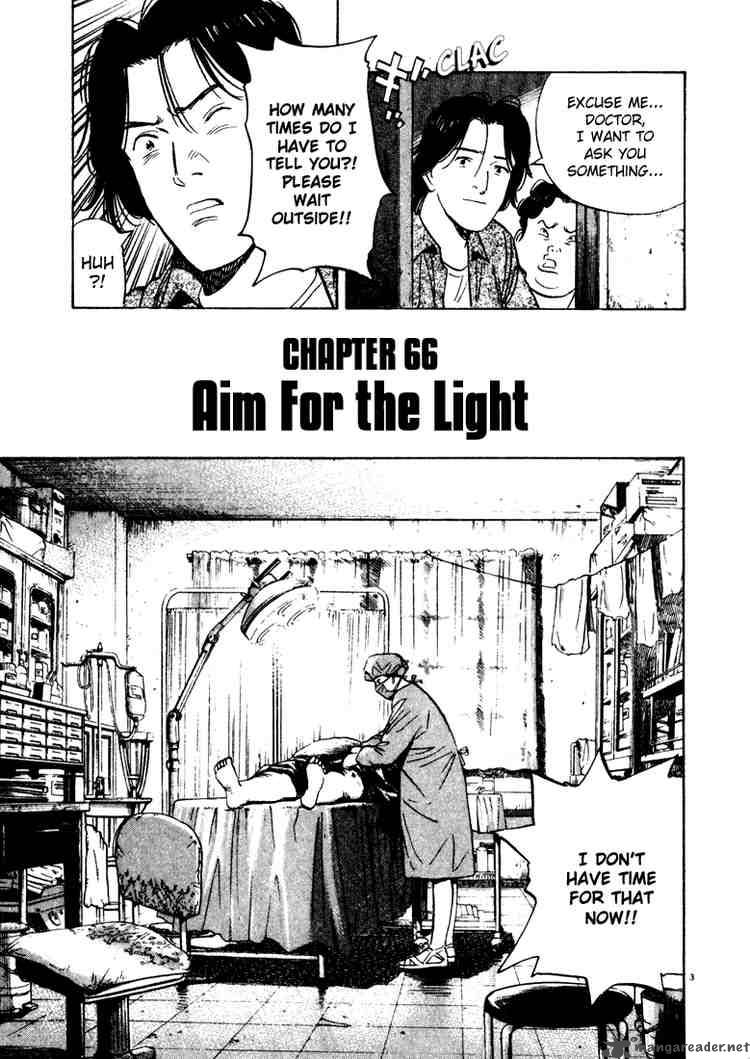 EXCUSE ME...
DOCTOR,
I WANT TO
ASK YOU
SOMETHING...
CLAC
HOW MANY
TIMES DO I
HAVE TO
TELL YOU?!
PLEASE
WAIT
OUTSIDE!!
HUH
?!
CHAPTER 66
Aim For the Light
I DON'T
HAVE TIME
FOR THAT
NOW!!
3
mangareader.net